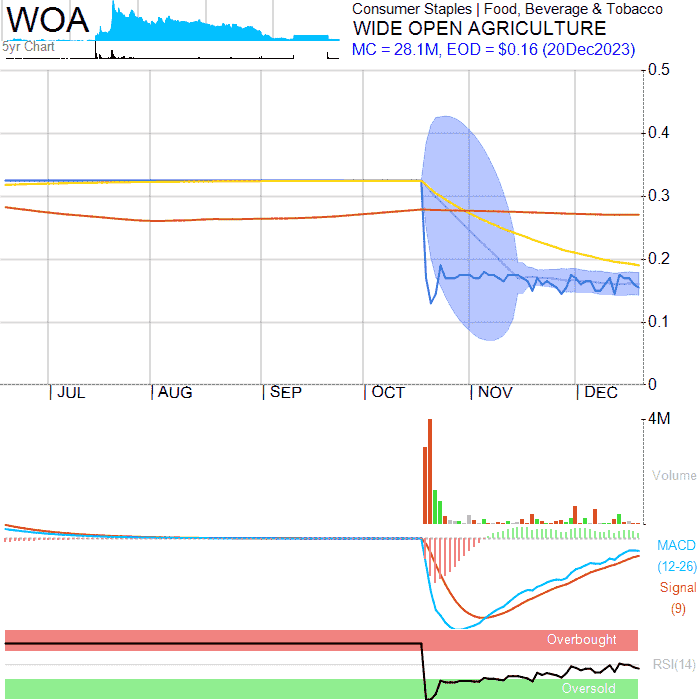 WOA
5yr Chart
Consumer Staples | Food, Beverage & Tobacco
WIDE OPEN AGRICULTURE
MC = 28.1M, EOD = $0.16 (20Dec2023)
0.5
0.4
0.3
0.2
0.1
0
JUL
AUG
SEP
OCT
NOV
DEC
4M
Volume
MACD
(12-26)
Signal
(9)
Overbought
RSI(14)
Oversold